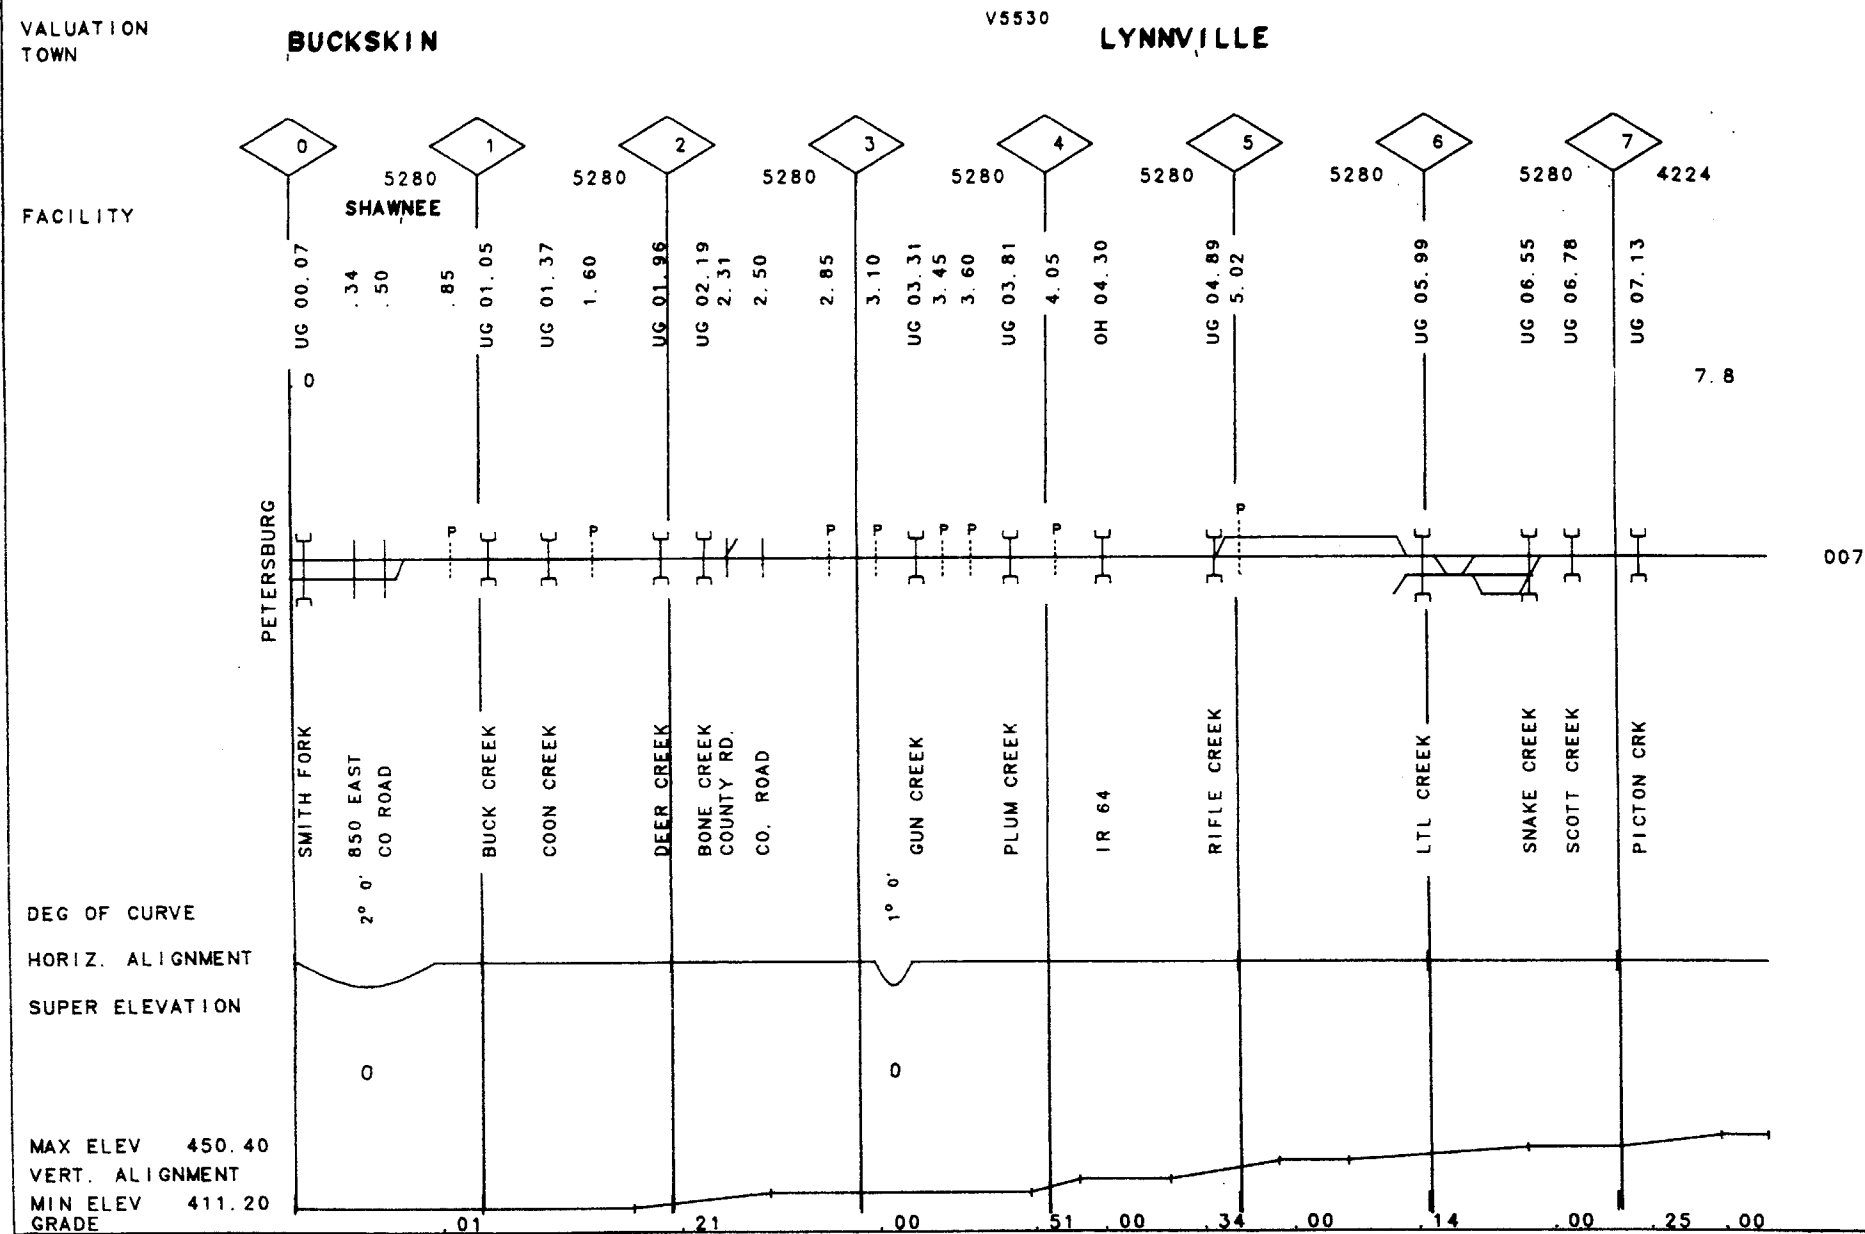 V5530
VALUATION
TOWN
BUCKSKIN
LYNNVILLE
0 1 2 3 4 5 6 7
5280 5280 5280 5280 5280 5280 5280 4224
SHAWNEE
FACILITY
UG 00.07
.34
.50
.85
UG 01.05
UG 01.37
1.60
UG 01.96
UG 02.19
2.31
2.50
2.85
3.10
UG 03.31
3.45
3.60
UG 03.81
4.05
OH 04.30
UG 04.89
5.02
UG 05.99
UG 06.55
UG 06.78
UG 07.13
0
7.8
PETERSBURG
P P P P P P P P
007
SMITH FORK
850 EAST
CO ROAD
BUCK CREEK
COON CREEK
DEER CREEK
BONE CREEK
COUNTY RD.
CO. ROAD
GUN CREEK
PLUM CREEK
IR 64
RIFLE CREEK
LTL CREEK
SNAKE CREEK
SCOTT CREEK
PICTON CRK
DEG OF CURVE
2° 0'
1° 0'
HORIZ. ALIGNMENT
SUPER ELEVATION
0 0
MAX ELEV 450.40
VERT. ALIGNMENT
MIN ELEV 411.20
GRADE .01 .21 .00 .51 .00 .34 .00 .14 .00 .25 .00